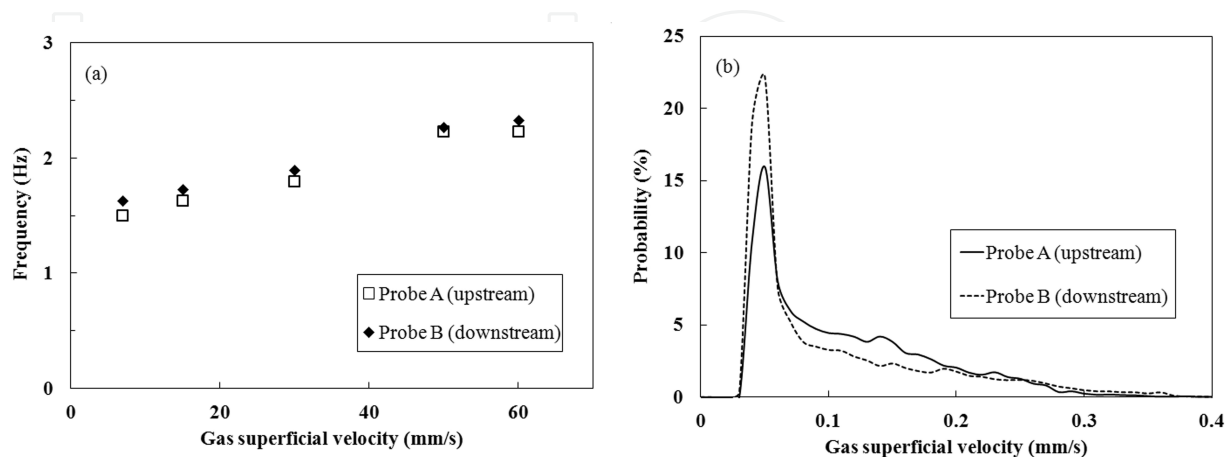 (a)
Frequency (Hz)
3
2
1
0
Probe A (upstream)
Probe B (downstream)
0 20 40 60
Gas superficial velocity (mm/s)
(b)
Probability (%)
25
20
15
10
5
0
Probe A (upstream)
Probe B (downstream)
0 0.1 0.2 0.3 0.4
Gas superficial velocity (mm/s)